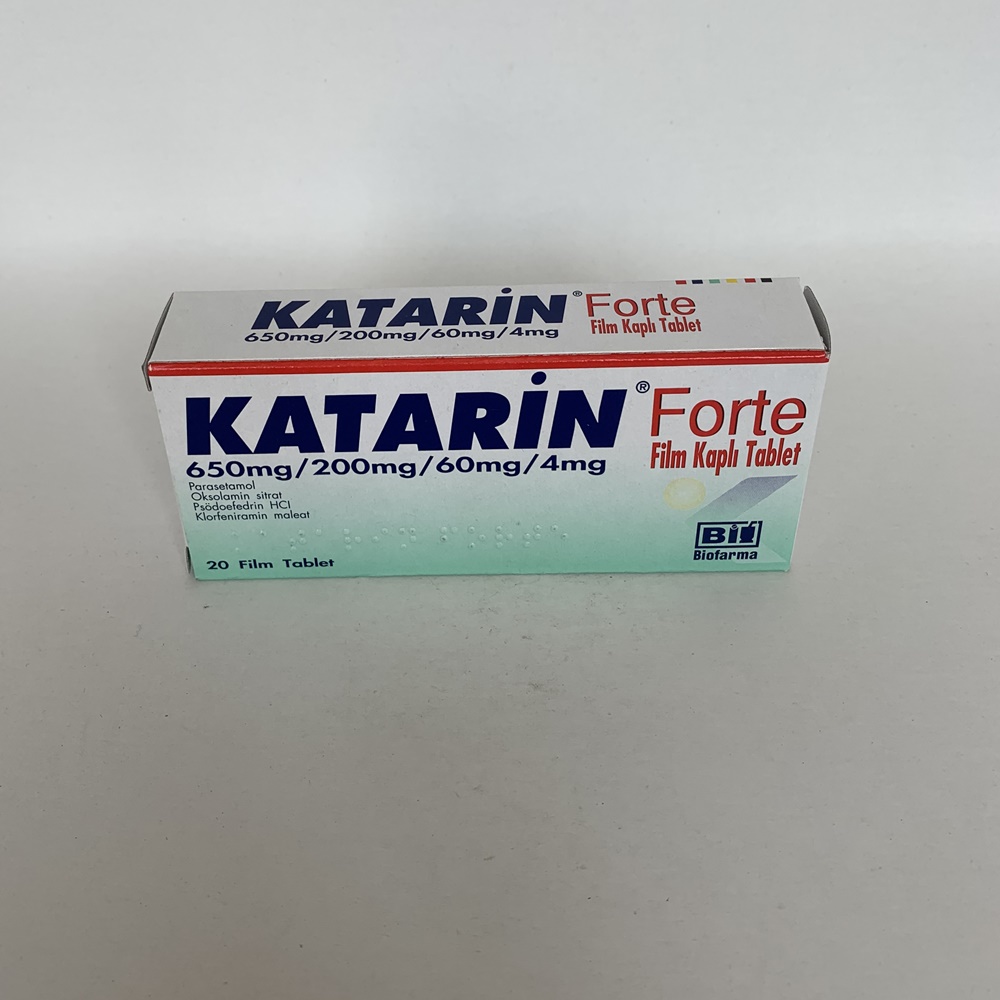 KATARİN® Forte
650mg/200mg/60mg/4mg
Film Kaplı Tablet
KATARİN® Forte
650mg/200mg/60mg/4mg
Film Kaplı Tablet
Parasetamol
Oksolamin sitrat
Psödoefedrin HCl
Klorfeniramin maleat
20 Film Tablet
Bif
Biofarma